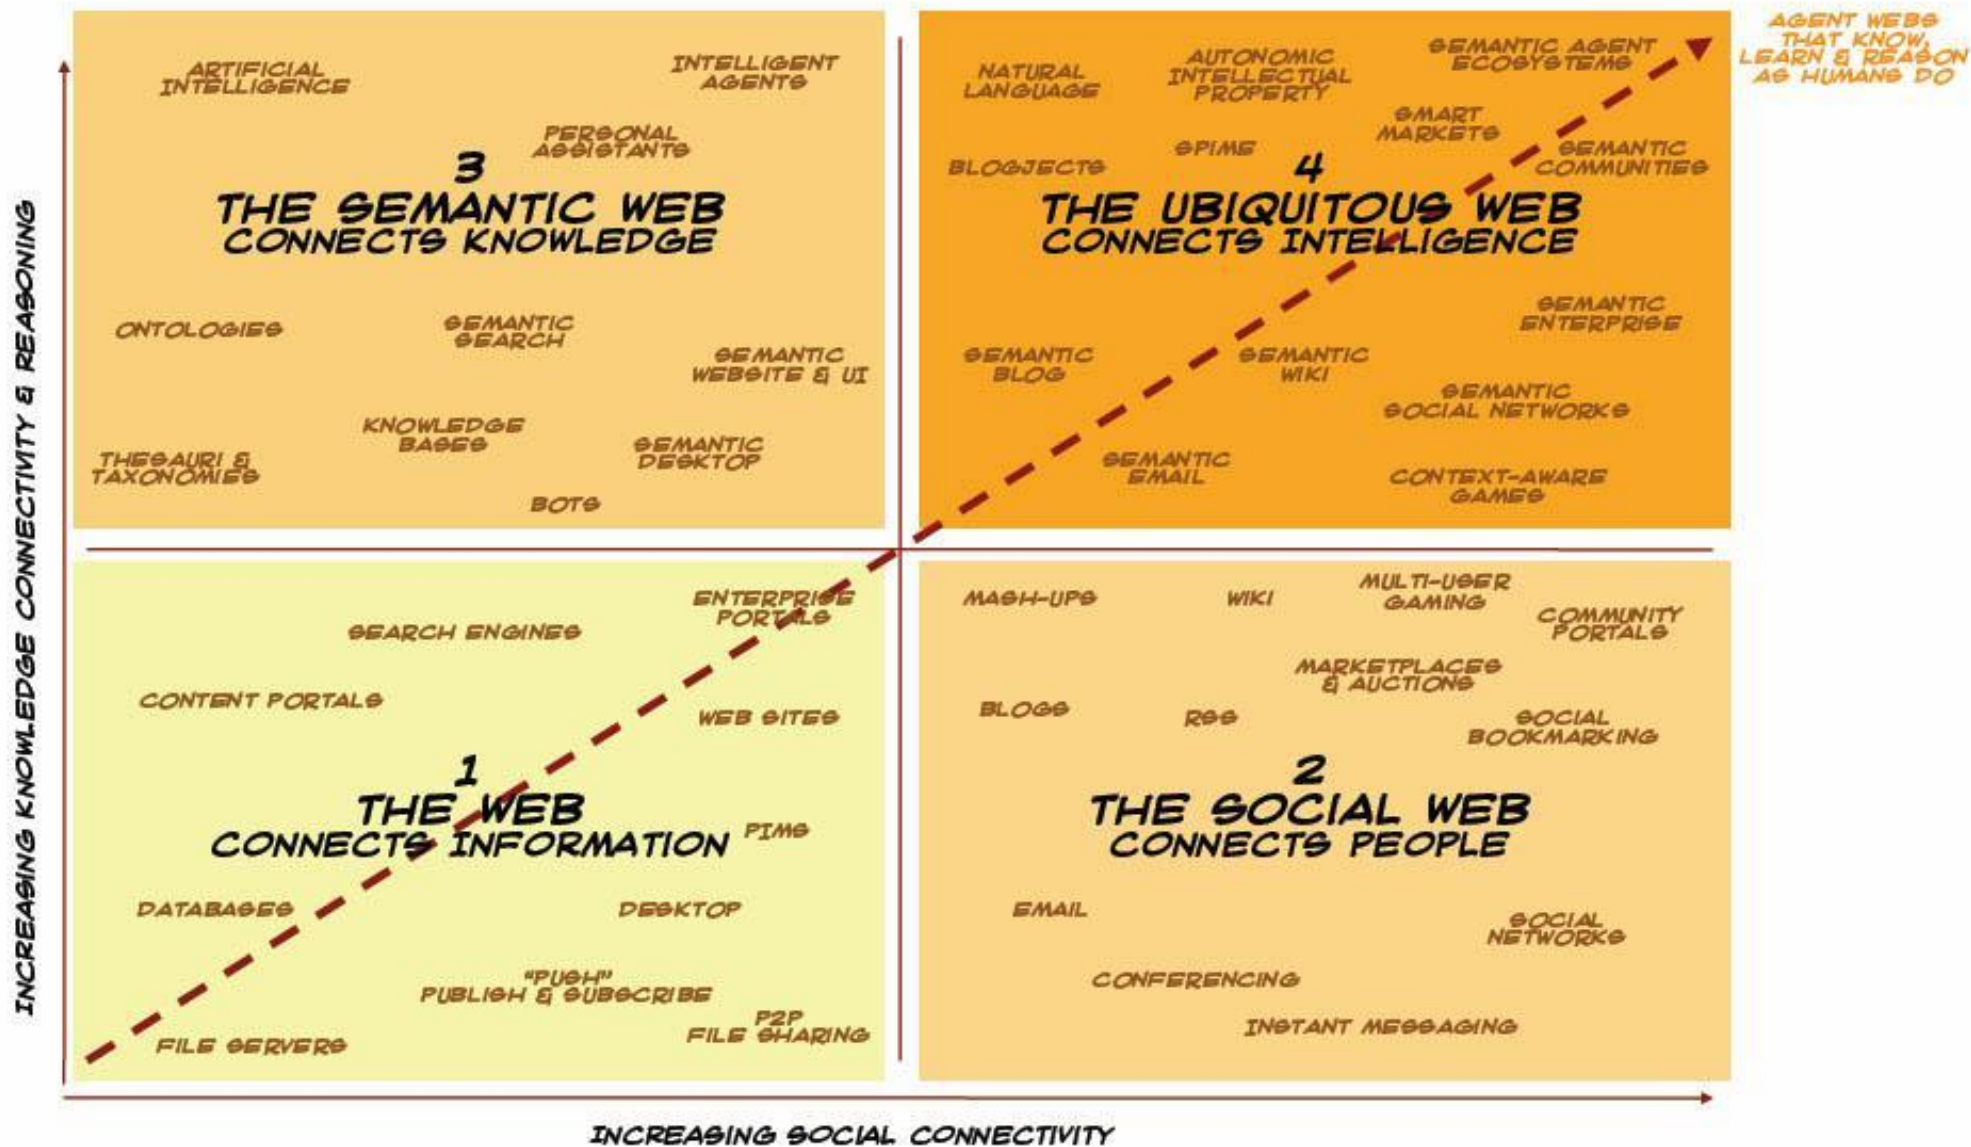 AGENT WEBS
THAT KNOW,
LEARN & REASON
AS HUMANS DO
INCREASING KNOWLEDGE CONNECTIVITY & REASONING
ARTIFICIAL
INTELLIGENCE
INTELLIGENT
AGENTS
PERSONAL
ASSISTANTS
3
THE SEMANTIC WEB
CONNECTS KNOWLEDGE
ONTOLOGIES
SEMANTIC
SEARCH
SEMANTIC
WEBSITE & UI
KNOWLEDGE
BASES
SEMANTIC
DESKTOP
THESAURI &
TAXONOMIES
BOTS
NATURAL
LANGUAGE
AUTONOMIC
INTELLECTUAL
PROPERTY
SEMANTIC AGENT
ECOSYSTEMS
SMART
MARKETS
SPIME
SEMANTIC
COMMUNITIES
BLOGJECTS
4
THE UBIQUITOUS WEB
CONNECTS INTELLIGENCE
SEMANTIC
ENTERPRISE
SEMANTIC
BLOG
SEMANTIC
WIKI
SEMANTIC
SOCIAL NETWORKS
SEMANTIC
EMAIL
CONTEXT-AWARE
GAMES
ENTERPRISE
PORTALS
SEARCH ENGINES
CONTENT PORTALS
WEB SITES
1
THE WEB
CONNECTS INFORMATION
PIMS
DATABASES
DESKTOP
"PUSH"
PUBLISH & SUBSCRIBE
P2P
FILE SHARING
FILE SERVERS
MASH-UPS
WIKI
MULTI-USER
GAMING
COMMUNITY
PORTALS
MARKETPLACES
& AUCTIONS
BLOGS
RSS
SOCIAL
BOOKMARKING
2
THE SOCIAL WEB
CONNECTS PEOPLE
EMAIL
SOCIAL
NETWORKS
CONFERENCING
INSTANT MESSAGING
INCREASING SOCIAL CONNECTIVITY